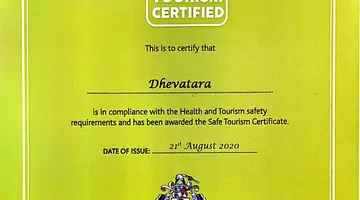 TOURISM
CERTIFIED
This is to certify that
Dhevatara
is in compliance with the Health and Tourism safety
requirements and has been awarded the Safe Tourism Certificate.
DATE OF ISSUE: 21st August 2020